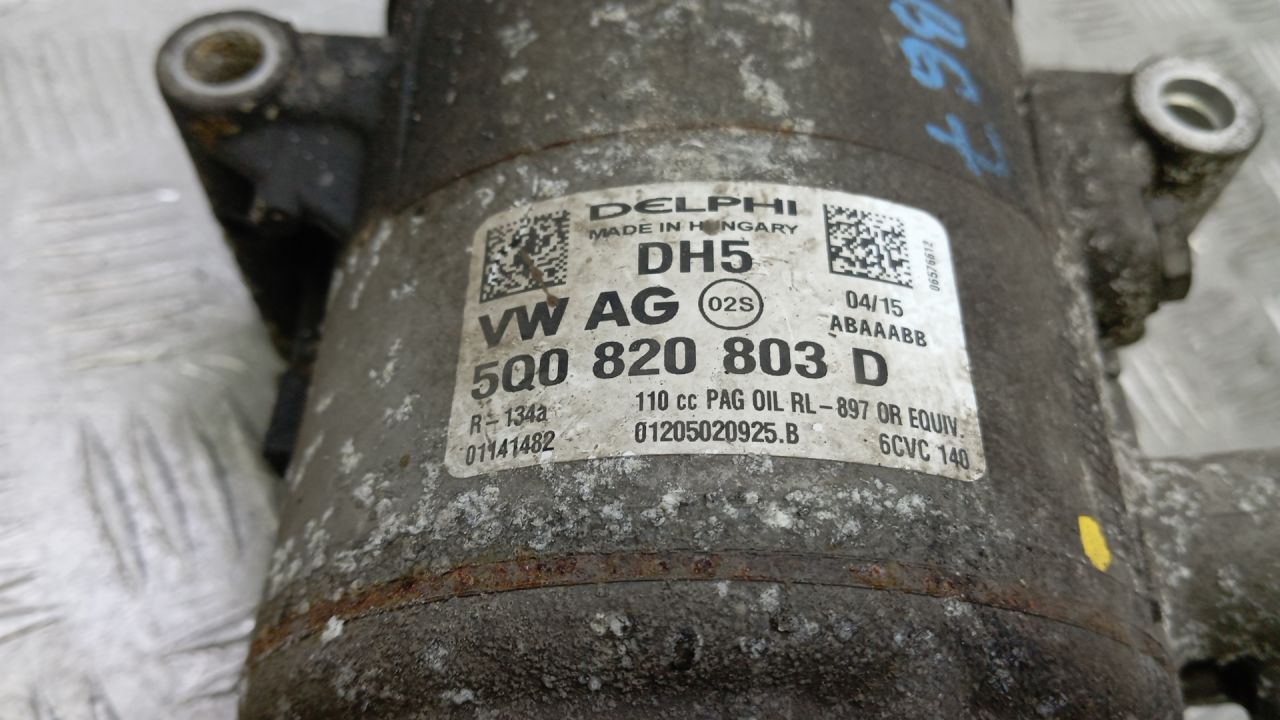 DELPHI
MADE IN HUNGARY
DH5
VW AG 02S
04/15
ABAAABB
06576612
5Q0 820 803 D
R-134a
110 cc PAG OIL RL-897 OR EQUIV.
01141482
01205020925.B
6CVC 140